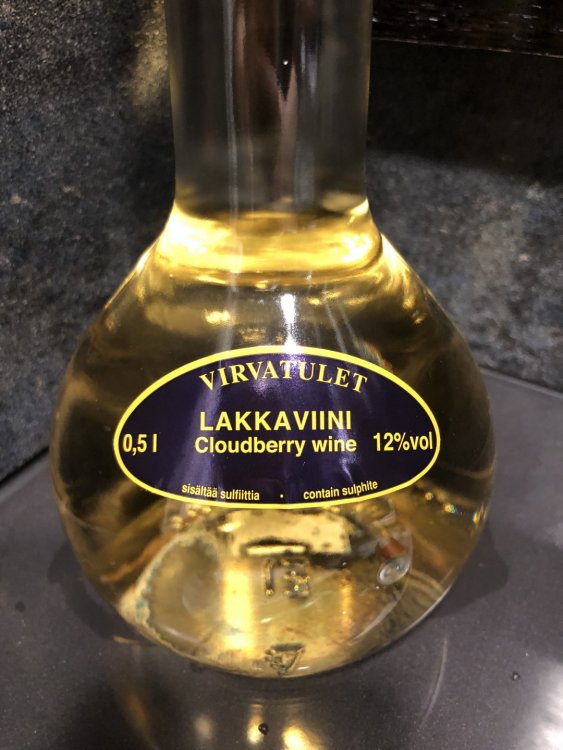 VIRVATULET
LAKKAVIINI
0,5 l Cloudberry wine 12%vol
sisältää sulfiittia · contain sulphite